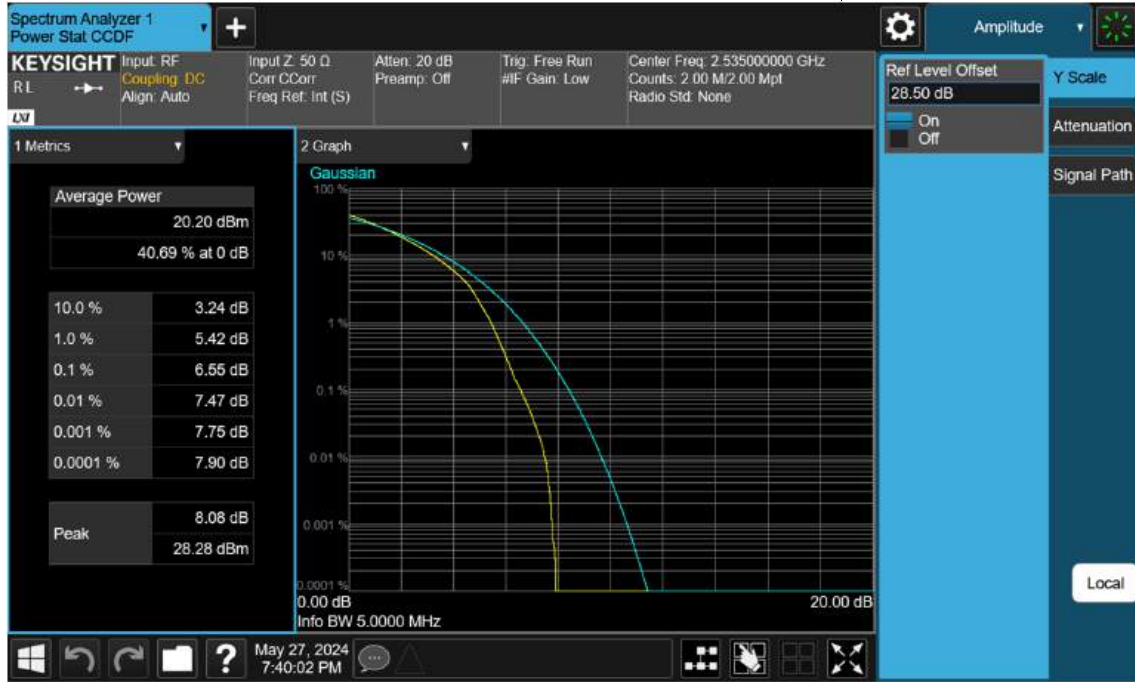 Spectrum Analyzer 1
Power Stat CCDF
+
Amplitude
KEYSIGHT
Input: RF
Input Z: 50 Ω
Atten: 20 dB
Trig: Free Run
Center Freq: 2.535000000 GHz
RL
Coupling: DC
Corr CCorr
Preamp: Off
#IF Gain: Low
Counts: 2.00 M/2.00 Mpt
Align: Auto
Freq Ref: Int (S)
Radio Std: None
LXI
Ref Level Offset
28.50 dB
On
Off
Y Scale
Attenuation
Signal Path
1 Metrics
Average Power
20.20 dBm
40.69 % at 0 dB
10.0 % 3.24 dB
1.0 % 5.42 dB
0.1 % 6.55 dB
0.01 % 7.47 dB
0.001 % 7.75 dB
0.0001 % 7.90 dB
Peak
8.08 dB
28.28 dBm
2 Graph
Gaussian
100 %
10 %
1 %
0.1 %
0.01 %
0.001 %
0.0001 %
0.00 dB
20.00 dB
Info BW 5.0000 MHz
Local
?
May 27, 2024
7:40:02 PM